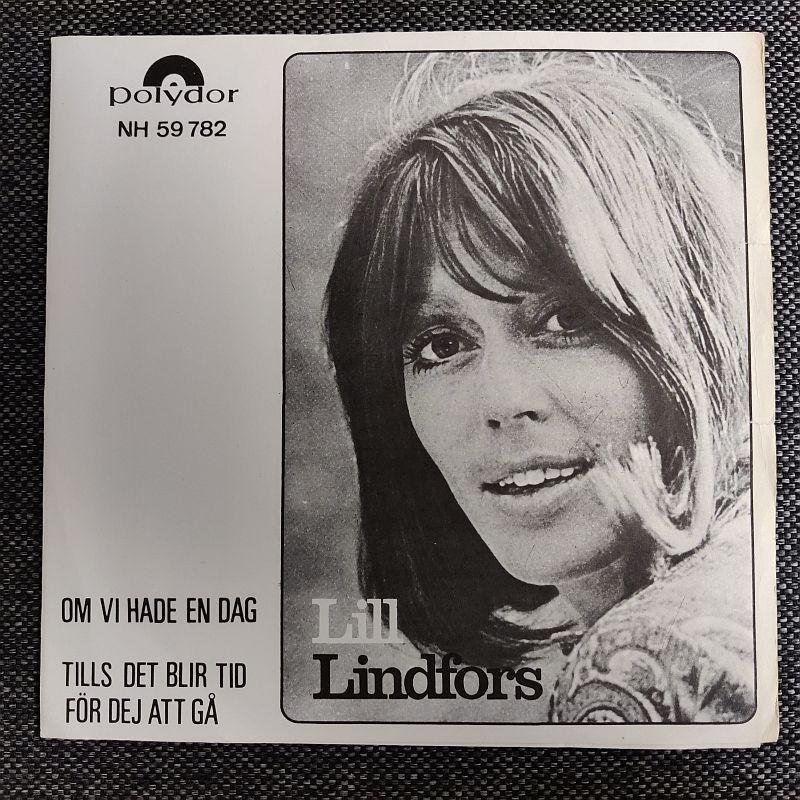 polydor
NH 59 782
OM VI HADE EN DAG
TILLS DET BLIR TID
FÖR DEJ ATT GÅ
Lill
Lindfors